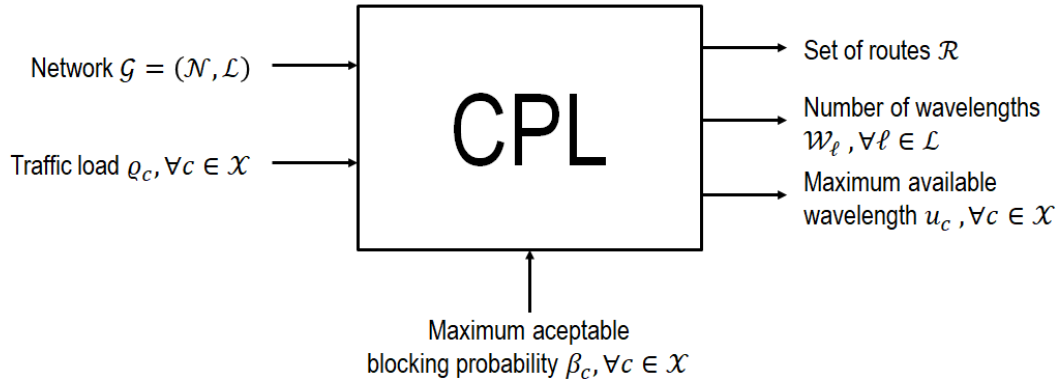 Network 𝒢 = (𝒩, ℒ)
Traffic load ϱ_c, ∀c ∈ 𝒳
CPL
Set of routes ℛ
Number of wavelengths
𝒲_ℓ , ∀ℓ ∈ ℒ
Maximum available
wavelength u_c , ∀c ∈ 𝒳
Maximum aceptable
blocking probability β_c, ∀c ∈ 𝒳